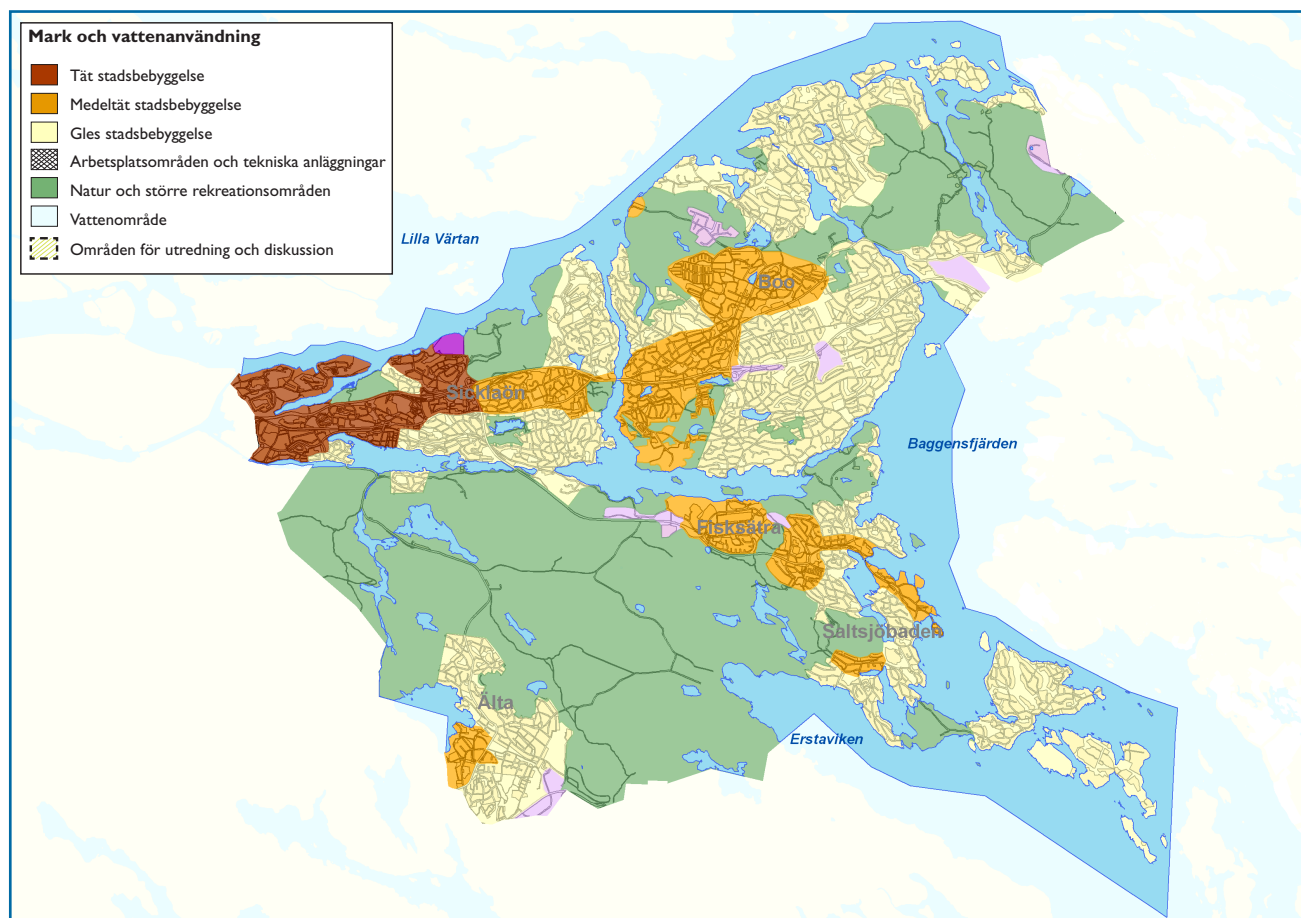 Mark och vattenanvändning
Tät stadsbebyggelse
Medeltät stadsbebyggelse
Gles stadsbebyggelse
Arbetsplatsområden och tekniska anläggningar
Natur och större rekreationsområden
Vattenområde
Områden för utredning och diskussion
Lilla Värtan
Boo
Sicklaön
Baggensfjärden
Fisksätra
Saltsjöbaden
Älta
Erstaviken